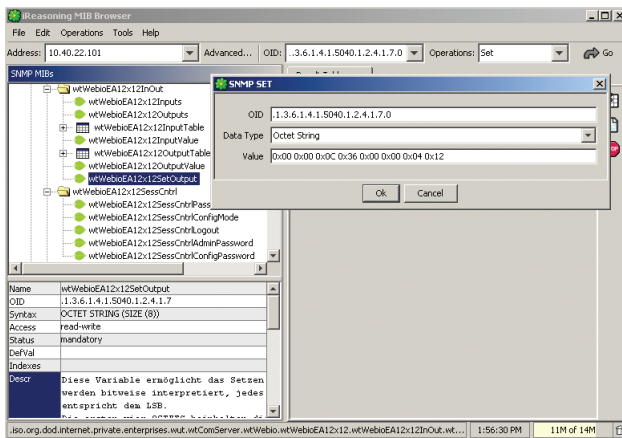 iReasoning MIB Browser
File Edit Operations Tools Help
Address: 10.40.22.101 Advanced... OID: ..3.6.1.4.1.5040.1.2.4.1.7.0 Operations: Set Go
SNMP MIBs
wtWebioEA12x12InOut
wtWebioEA12x12Inputs
wtWebioEA12x12Outputs
wtWebioEA12x12InputTable
wtWebioEA12x12InputValue
wtWebioEA12x12OutputTable
wtWebioEA12x12OutputValue
wtWebioEA12x12SetOutput
wtWebioEA12x12SessCntrl
wtWebioEA12x12SessCntrlPass
wtWebioEA12x12SessCntrlConfigMode
wtWebioEA12x12SessCntrlLogout
wtWebioEA12x12SessCntrlAdminPassword
wtWebioEA12x12SessCntrlConfigPassword
SNMP SET
OID .1.3.6.1.4.1.5040.1.2.4.1.7.0
Data Type Octet String
Value 0x00 0x00 0x0C 0x36 0x00 0x00 0x04 0x12
Ok Cancel
Name wtWebioEA12x12SetOutput
OID .1.3.6.1.4.1.5040.1.2.4.1.7
Syntax OCTET STRING (SIZE (8))
Access read-write
Status mandatory
DefVal
Indexes
Descr Diese Variable ermöglicht das Setzen
werden bitweise interpretiert, jedes
entspricht dem LSB.
.iso.org.dod.internet.private.enterprises.wut.wtComServer.wtWebio.wtWebioEA12x12.wtWebioEA12x12InOut.wt... 1:56:30 PM 11M of 14M